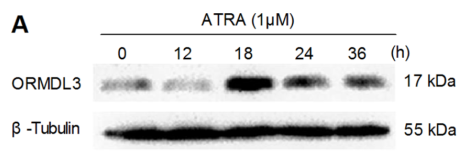 A
ATRA (1μM)
0 12 18 24 36 (h)
ORMDL3 17 kDa
β -Tubulin 55 kDa